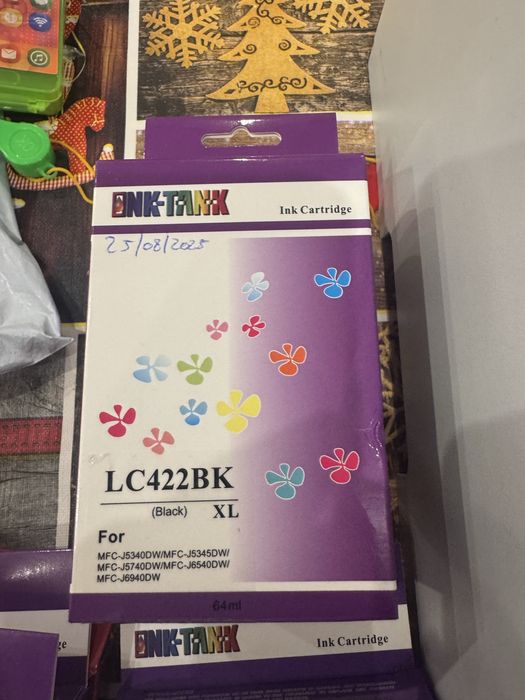 INK-TANK
Ink Cartridge
25/08/2025
LC422BK
(Black) XL
For
MFC-J5340DW/MFC-J5345DW/
MFC-J5740DW/MFC-J6540DW/
MFC-J6940DW
64ml
INK-TANK
Ink Cartridge
ge